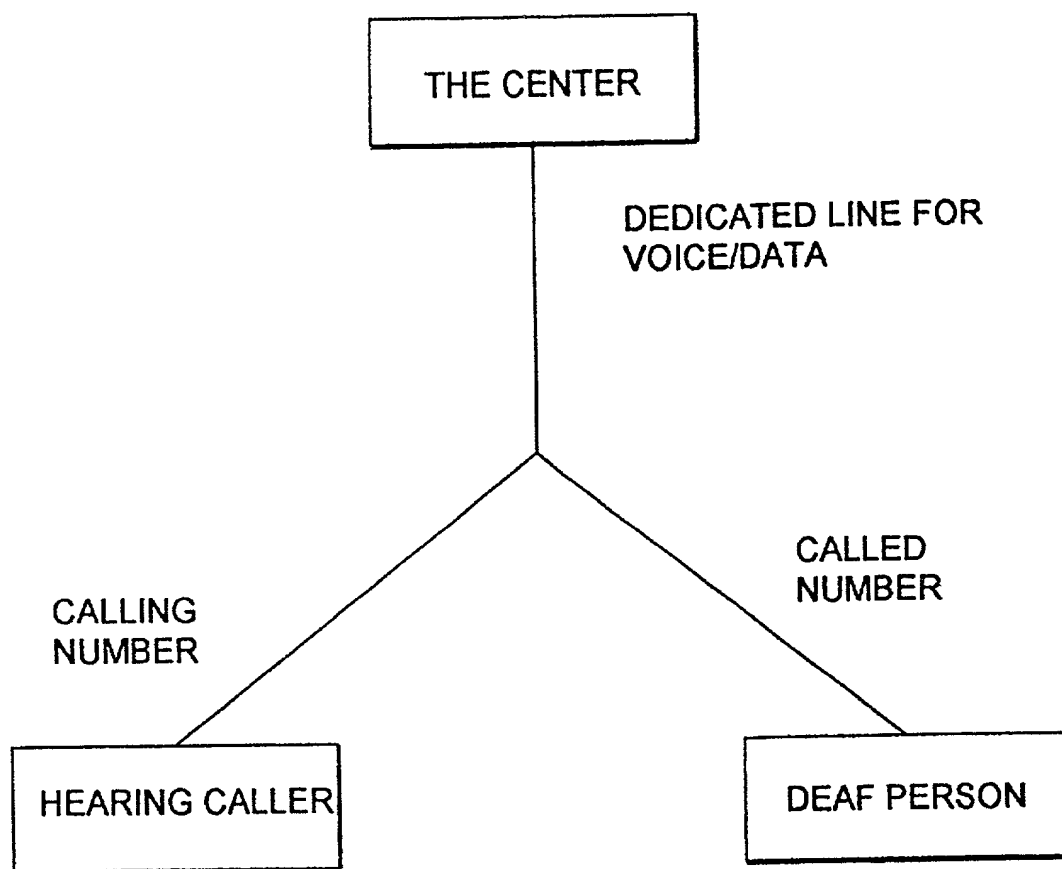 THE CENTER
DEDICATED LINE FOR
VOICE/DATA
CALLED
NUMBER
CALLING
NUMBER
HEARING CALLER
DEAF PERSON